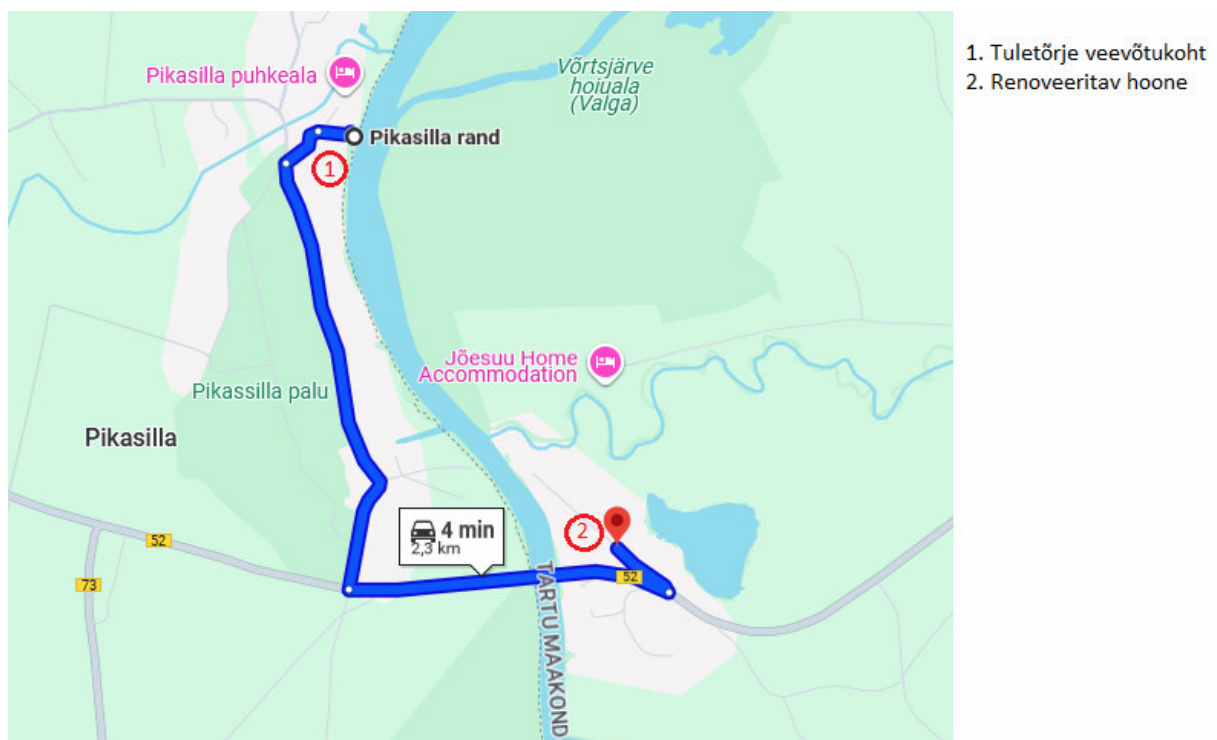 1. Tuletõrje veevõtukoht
2. Renoveeritav hoone
Pikasilla puhkeala
Võrtsjärve
hoiuala
(Valga)
Pikasilla rand
1
Jõesuu Home
Accommodation
Pikassilla palu
Pikasilla
4 min
2,3 km
2
52
52
73
TARTU MAAKOND